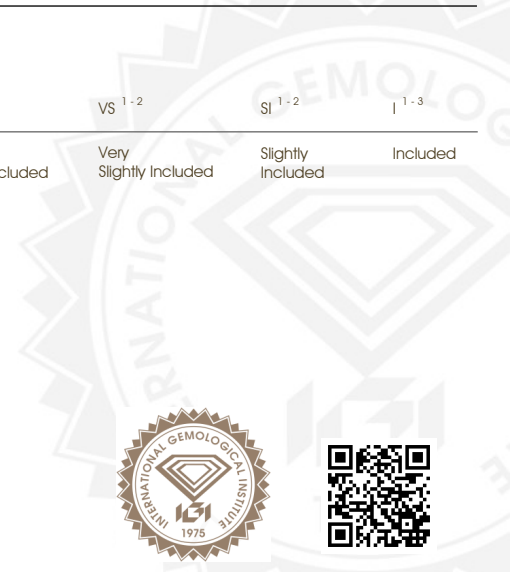 VS 1 - 2 SI 1 - 2 I 1 - 3
cluded Very Slightly Included Slightly Included Included
INTERNATIONAL GEMOLOGICAL INSTITUTE
IGI
1975